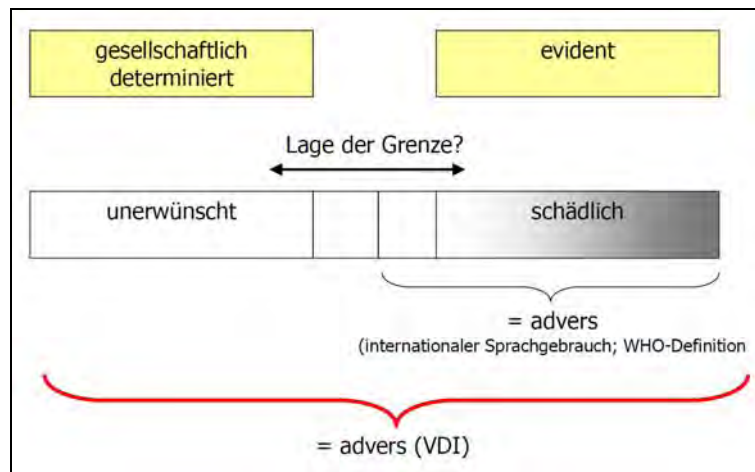 gesellschaftlich
determiniert
evident
Lage der Grenze?
unerwünscht
schädlich
= advers
(internationaler Sprachgebrauch; WHO-Definition
= advers (VDI)